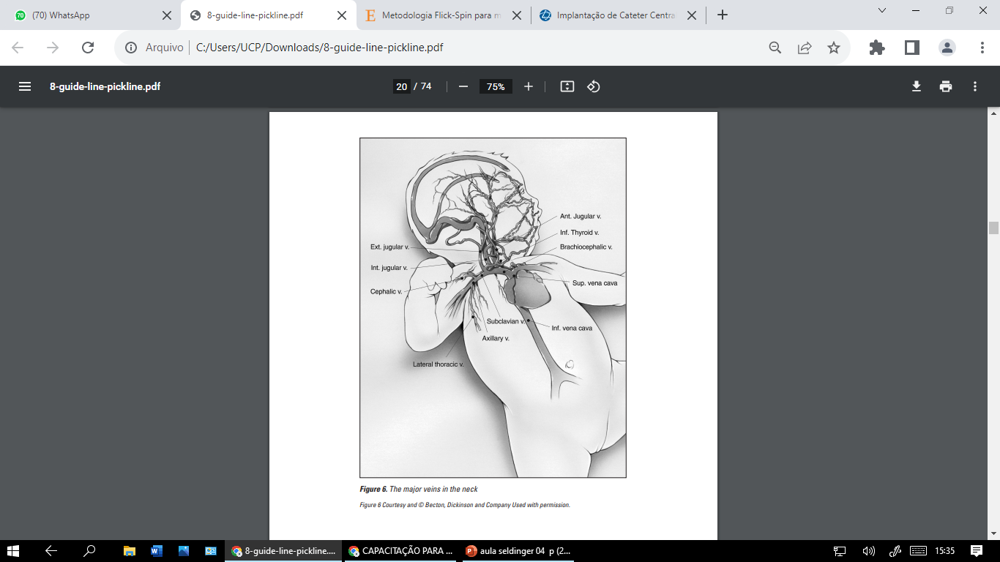 70
(70) WhatsApp
8-guide-line-pickline.pdf
Metodologia Flick-Spin para m
Implantação de Cateter Centra
Arquivo
C:/Users/UCP/Downloads/8-guide-line-pickline.pdf
8-guide-line-pickline.pdf
20 / 74
75%
Ant. Jugular v.
Inf. Thyroid v.
Ext. jugular v.
Brachiocephalic v.
Int. jugular v.
Sup. vena cava
Cephalic v.
Subclavian v.
Inf. vena cava
Axillary v.
Lateral thoracic v.
Figure 6. The major veins in the neck
Figure 6 Courtesy and © Becton, Dickinson and Company Used with permission.
8-guide-line-pickline....
CAPACITAÇÃO PARA ...
aula seldinger 04 p (2...
15:35